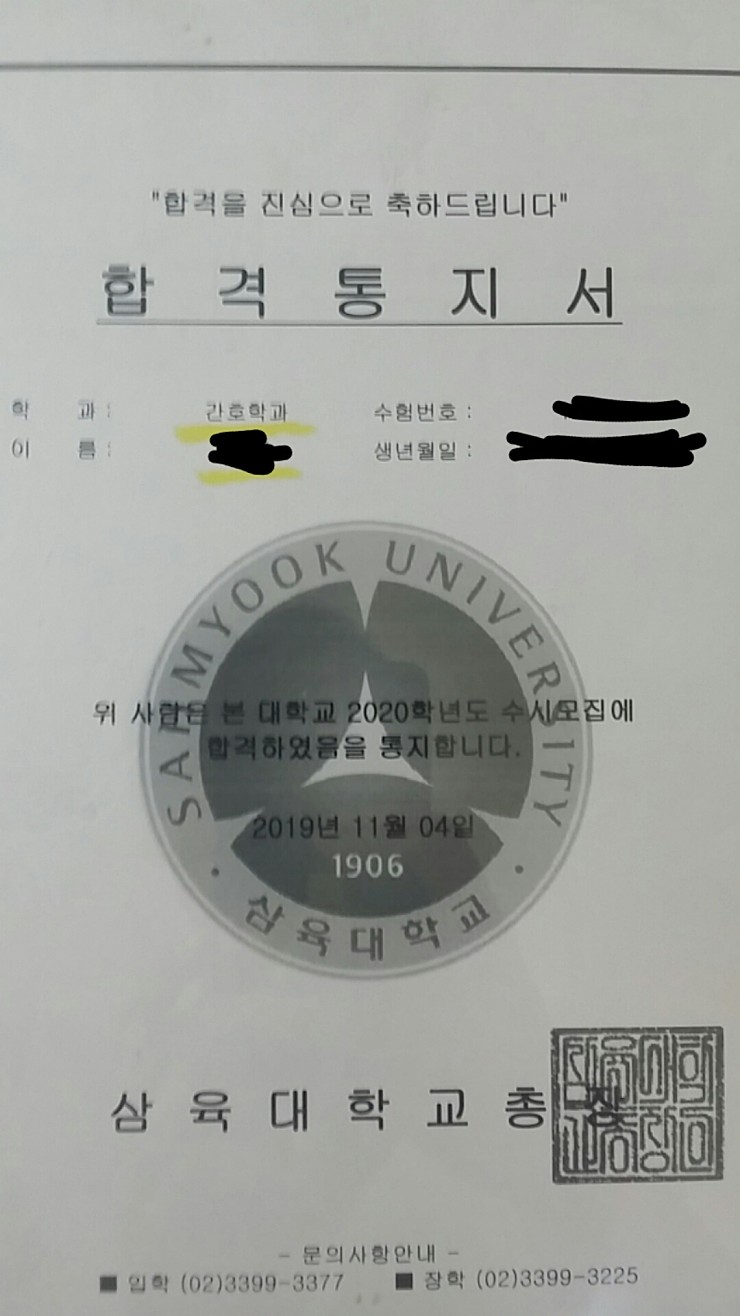 "합격을 진심으로 축하드립니다"
합 격 통 지 서
학 과 : 간호학과 수험번호 :
이 름 : 생년월일 :
SAHMYOOK UNIVERSITY
위 사람은 본 대학교 2020학년도 수시모집에
합격하였음을 통지합니다.
2019년 11월 04일
1906
삼육대학교
삼 육 대 학 교 총 장
- 문의사항안내 -
■ 입학 (02)3399-3377 ■ 장학 (02)3399-3225